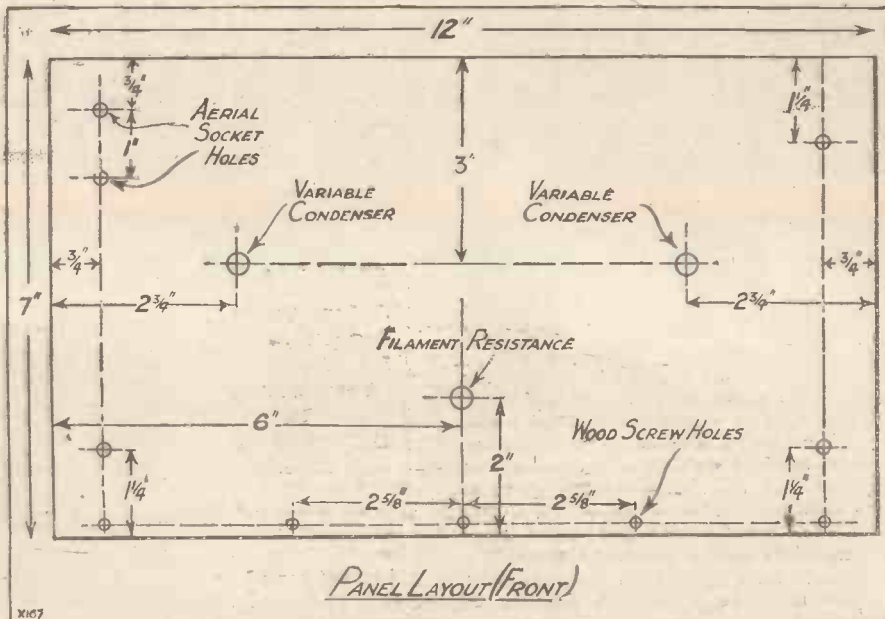 12"
3/4"
AERIAL
SOCKET
HOLES
1"
1 1/4"
3"
VARIABLE
CONDENSER
VARIABLE
CONDENSER
3/4"
3/4"
7"
2 3/4"
2 3/4"
FILAMENT RESISTANCE
6"
WOOD SCREW HOLES
2"
1 1/4"
2 5/8"
2 5/8"
1 1/4"
PANEL LAYOUT (FRONT)
X167